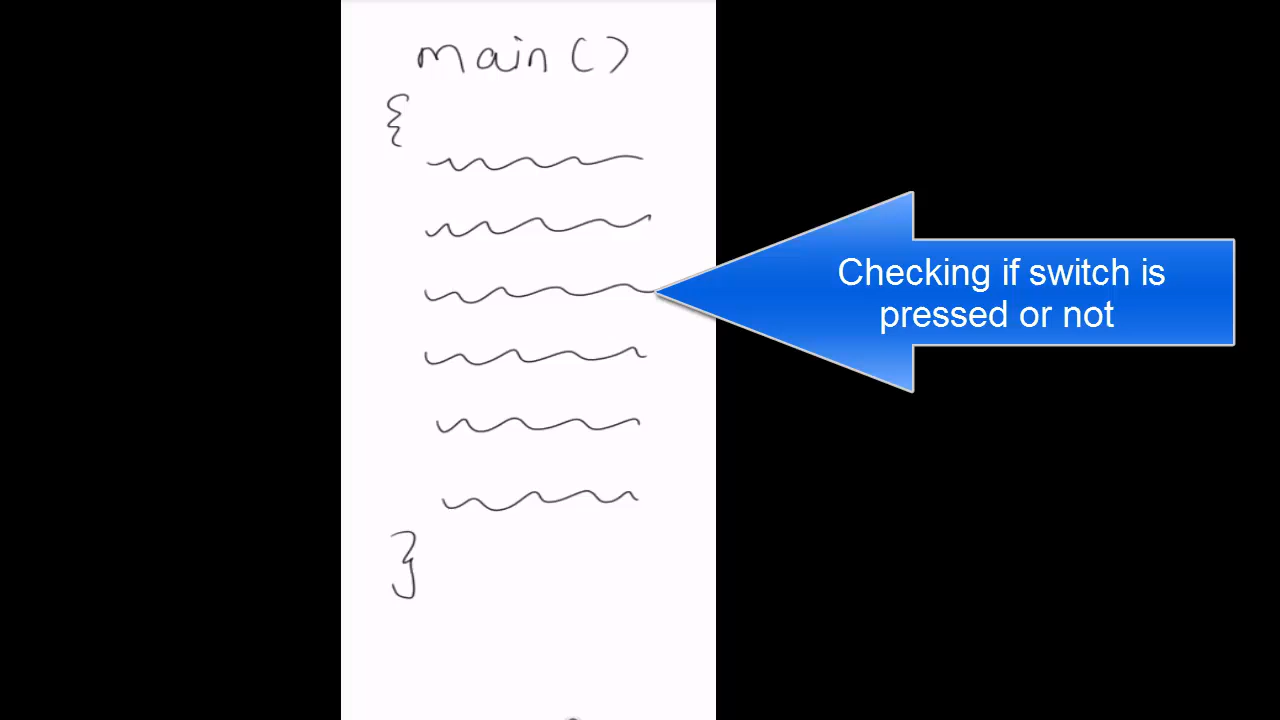 main()
{
Checking if switch is
pressed or not
}